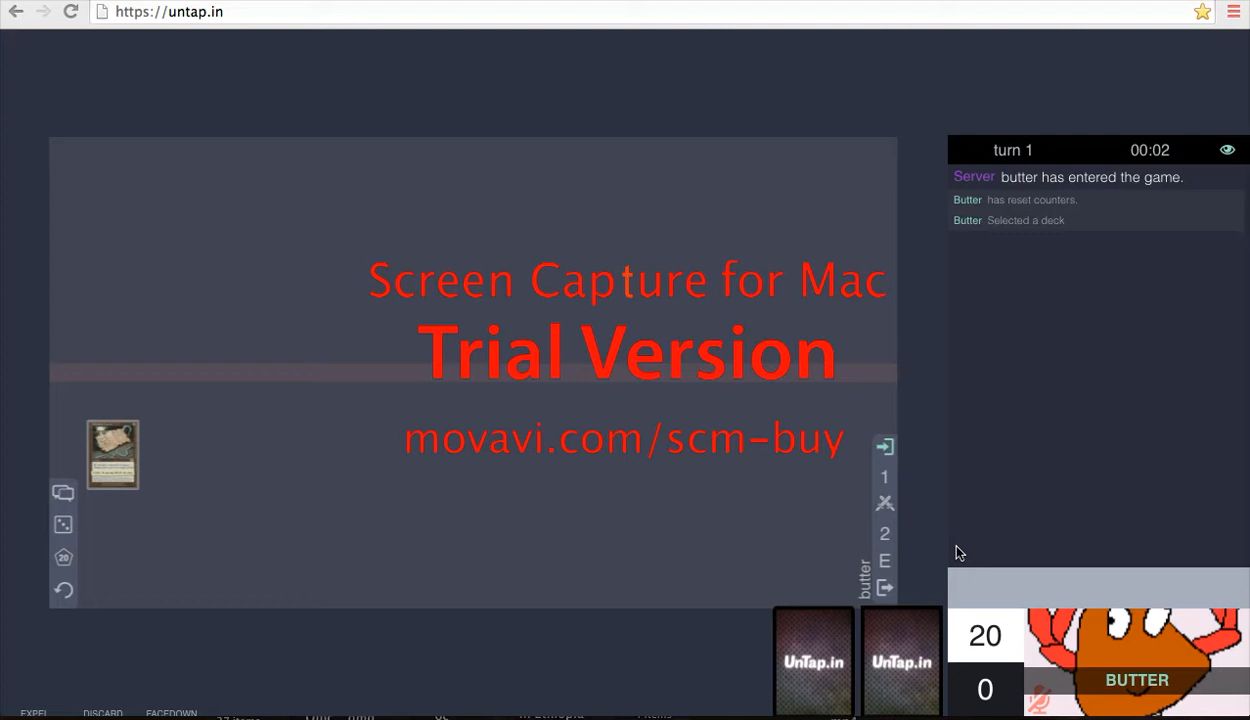 https://untap.in
turn 1 00:02
Server butter has entered the game.
Butter has reset counters.
Butter Selected a deck
Screen Capture for Mac
Trial Version
movavi.com/scm-buy
1
2
E
butter
20
UnTap.in UnTap.in
20
0
BUTTER
EXPEL DISCARD FACEDOWN